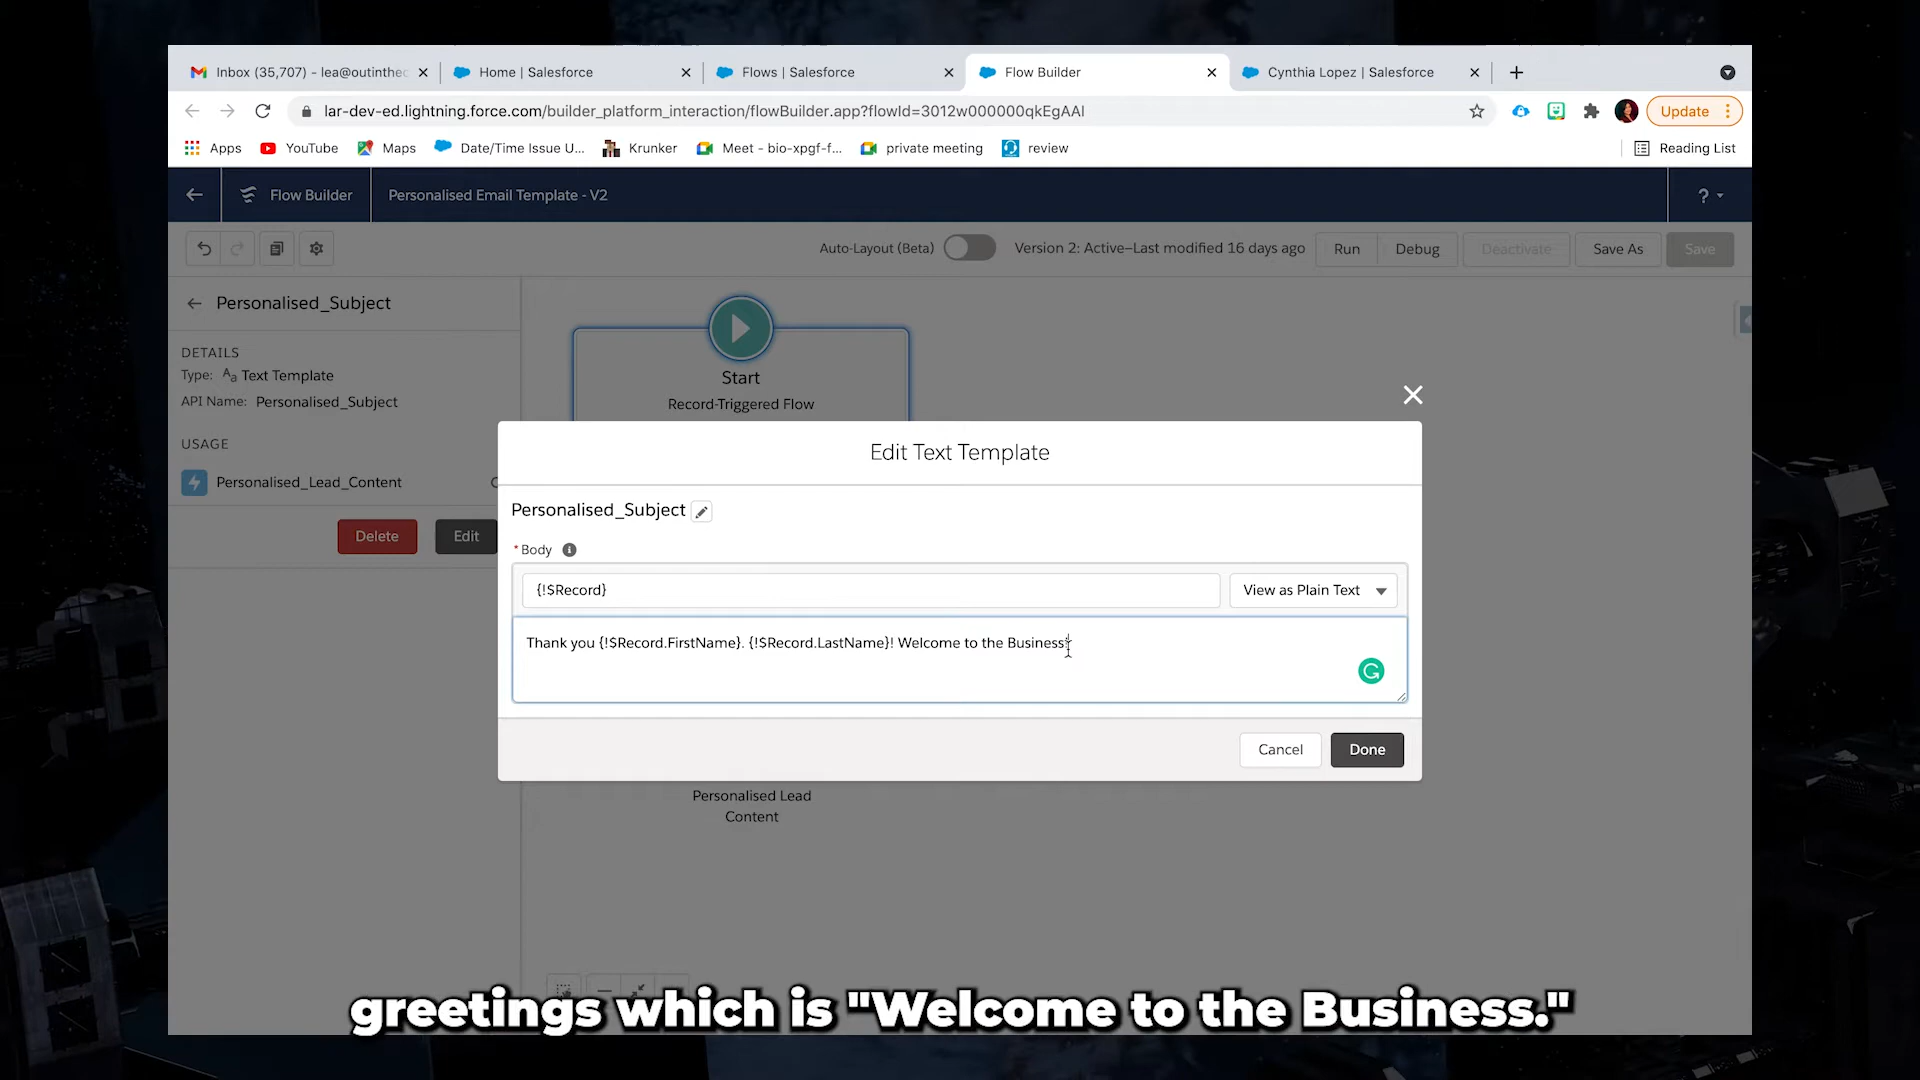 Inbox (35,707) - lea@outinthec
Home | Salesforce
Flows | Salesforce
Flow Builder
Cynthia Lopez | Salesforce
lar-dev-ed.lightning.force.com/builder_platform_interaction/flowBuilder.app?flowId=3012w000000qkEgAAI
Update
Apps
YouTube
Maps
Date/Time Issue U...
Krunker
Meet - bio-xpgf-f...
private meeting
review
Reading List
Flow Builder
Personalised Email Template - V2
?
Auto-Layout (Beta)
Version 2: Active—Last modified 16 days ago
Run
Debug
Deactivate
Save As
Save
Personalised_Subject
DETAILS
Type: Aa Text Template
API Name: Personalised_Subject
USAGE
Personalised_Lead_Content
Delete
Edit
Start
Record-Triggered Flow
Edit Text Template
Personalised_Subject
* Body
{!$Record}
View as Plain Text
Thank you {!$Record.FirstName}. {!$Record.LastName}! Welcome to the Business!
Cancel
Done
Personalised Lead
Content
greetings which is "Welcome to the Business."